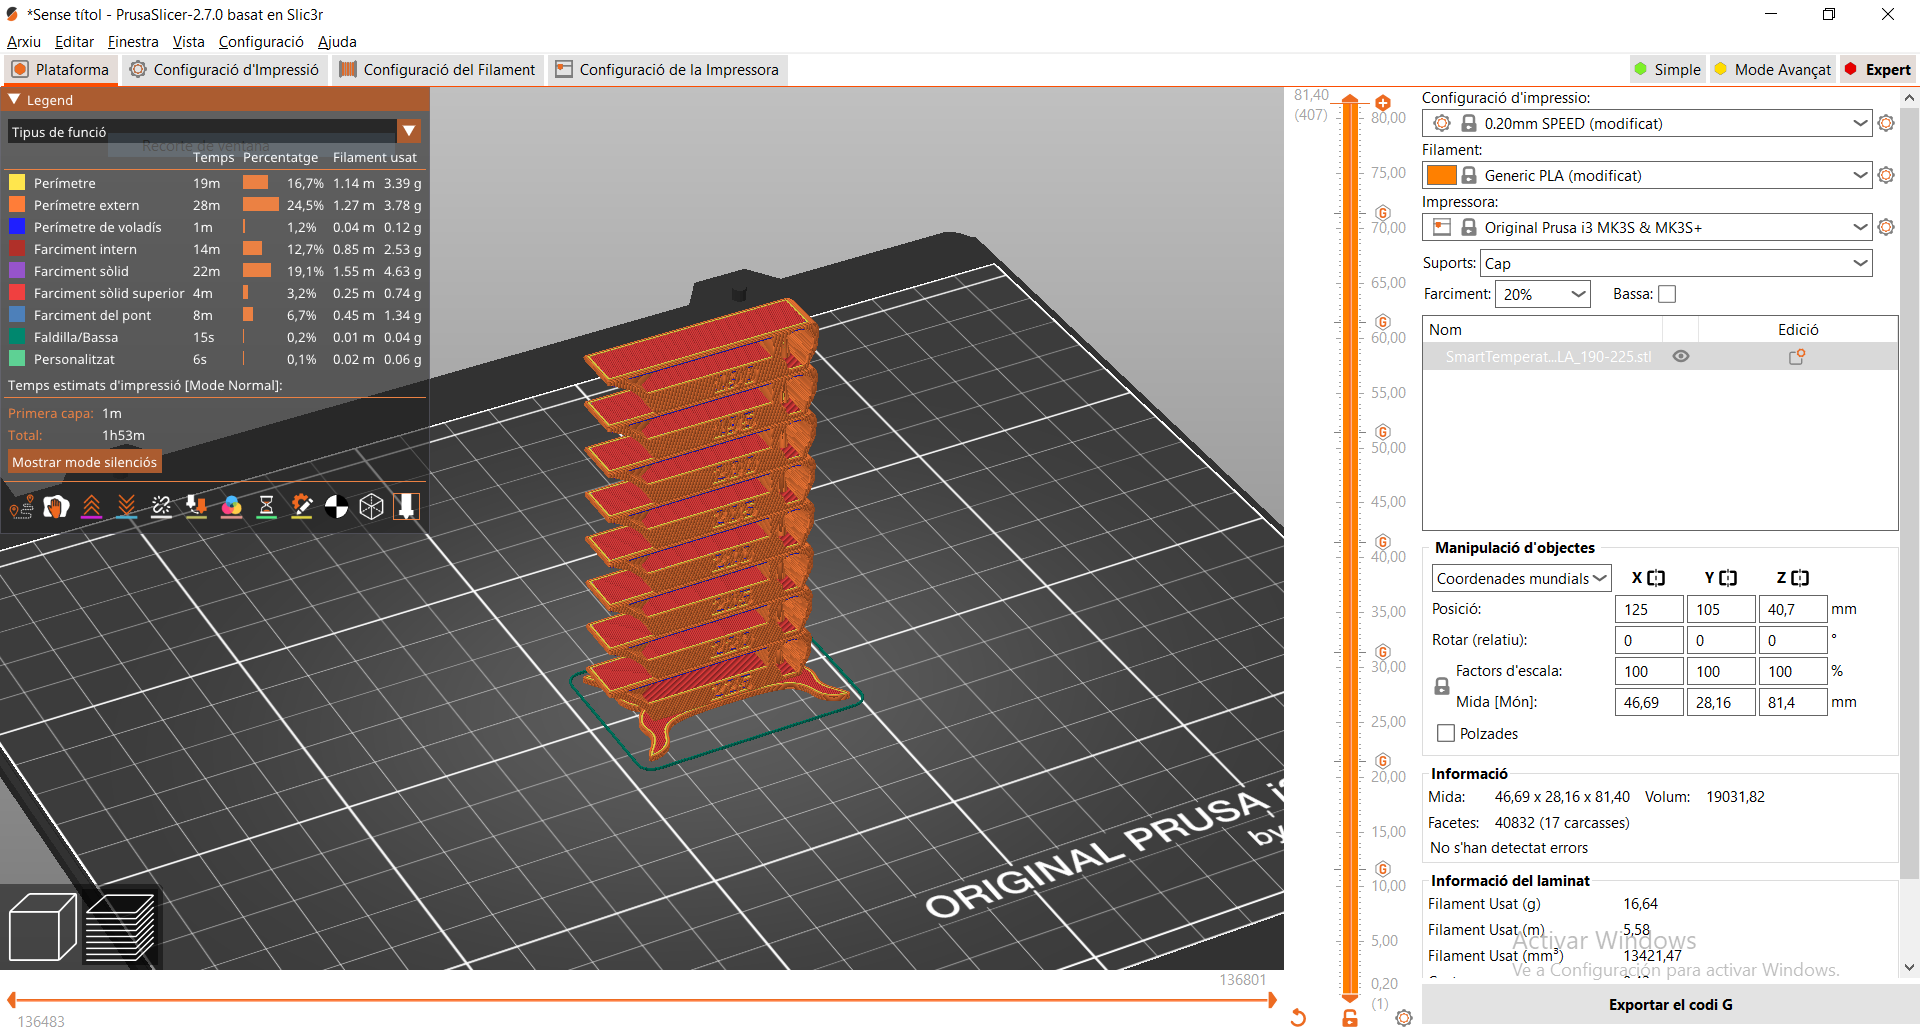 *Sense títol - PrusaSlicer-2.7.0 basat en Slic3r
Arxiu Editar Finestra Vista Configuració Ajuda
Plataforma Configuració d'Impressió Configuració del Filament Configuració de la Impressora Simple Mode Avançat Expert
Legend
Tipus de funció
Recorte de ventana
Temps Percentatge Filament usat
Perímetre 19m 16,7% 1.14 m 3.39 g
Perímetre extern 28m 24,5% 1.27 m 3.78 g
Perímetre de voladís 1m 1,2% 0.04 m 0.12 g
Farciment intern 14m 12,7% 0.85 m 2.53 g
Farciment sòlid 22m 19,1% 1.55 m 4.63 g
Farciment sòlid superior 4m 3,2% 0.25 m 0.74 g
Farciment del pont 8m 6,7% 0.45 m 1.34 g
Faldilla/Bassa 15s 0,2% 0.01 m 0.04 g
Personalitzat 6s 0,1% 0.02 m 0.06 g
Temps estimats d'impressió [Mode Normal]:
Primera capa: 1m
Total: 1h53m
Mostrar mode silenciós
ORIGINAL PRUSA i
by
136801
136483
81,40
(407)
80,00
75,00
70,00
65,00
60,00
55,00
50,00
45,00
40,00
35,00
30,00
25,00
20,00
15,00
10,00
5,00
0,20
(1)
Configuració d'impressio:
0.20mm SPEED (modificat)
Filament:
Generic PLA (modificat)
Impressora:
Original Prusa i3 MK3S & MK3S+
Suports: Cap
Farciment: 20% Bassa:
Nom Edició
SmartTemperat...LA_190-225.stl
Manipulació d'objectes
Coordenades mundials X Y Z
Posició: 125 105 40,7 mm
Rotar (relatiu): 0 0 0 °
Factors d'escala: 100 100 100 %
Mida [Món]: 46,69 28,16 81,4 mm
Polzades
Informació
Mida: 46,69 x 28,16 x 81,40 Volum: 19031,82
Facetes: 40832 (17 carcasses)
No s'han detectat errors
Informació del laminat
Filament Usat (g) 16,64
Filament Usat (m) 5,58
Filament Usat (mm³) 13421,47
Activar Windows
Ve a Configuración para activar Windows.
Exportar el codi G